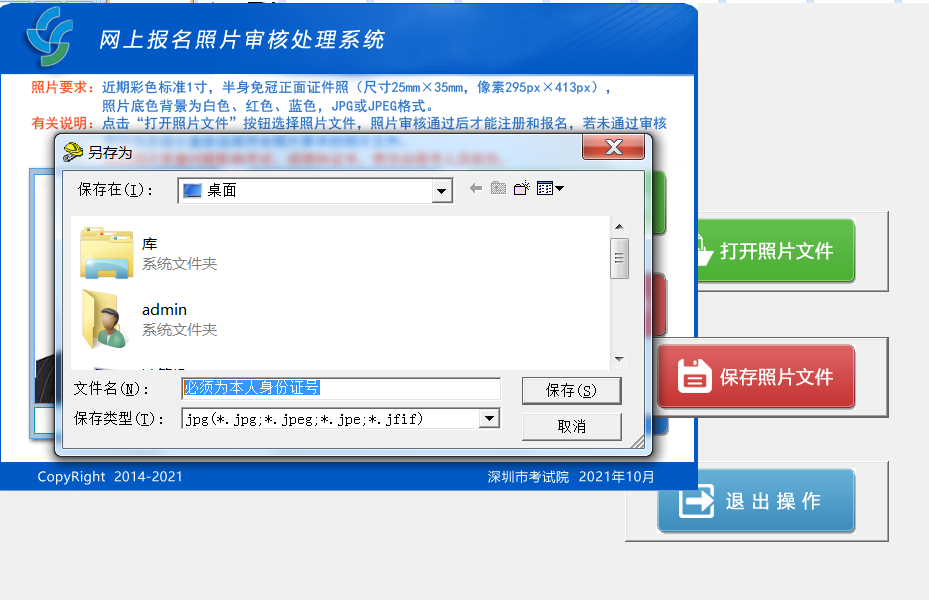 网上报名照片审核处理系统
照片要求：近期彩色标准1寸，半身免冠正面证件照（尺寸25mm×35mm，像素295px×413px），
照片底色背景为白色、红色、蓝色，JPG或JPEG格式。
有关说明：点击“打开照片文件”按钮选择照片文件，照片审核通过后才能注册和报名，若未通过审核
另存为
保存在(I)：
桌面
库
系统文件夹
admin
系统文件夹
文件名(N)：
必须为本人身份证号
保存(S)
保存类型(T)：
jpg(*.jpg;*.jpeg;*.jpe;*.jfif)
取消
打开照片文件
保存照片文件
退出操作
CopyRight 2014-2021
深圳市考试院 2021年10月